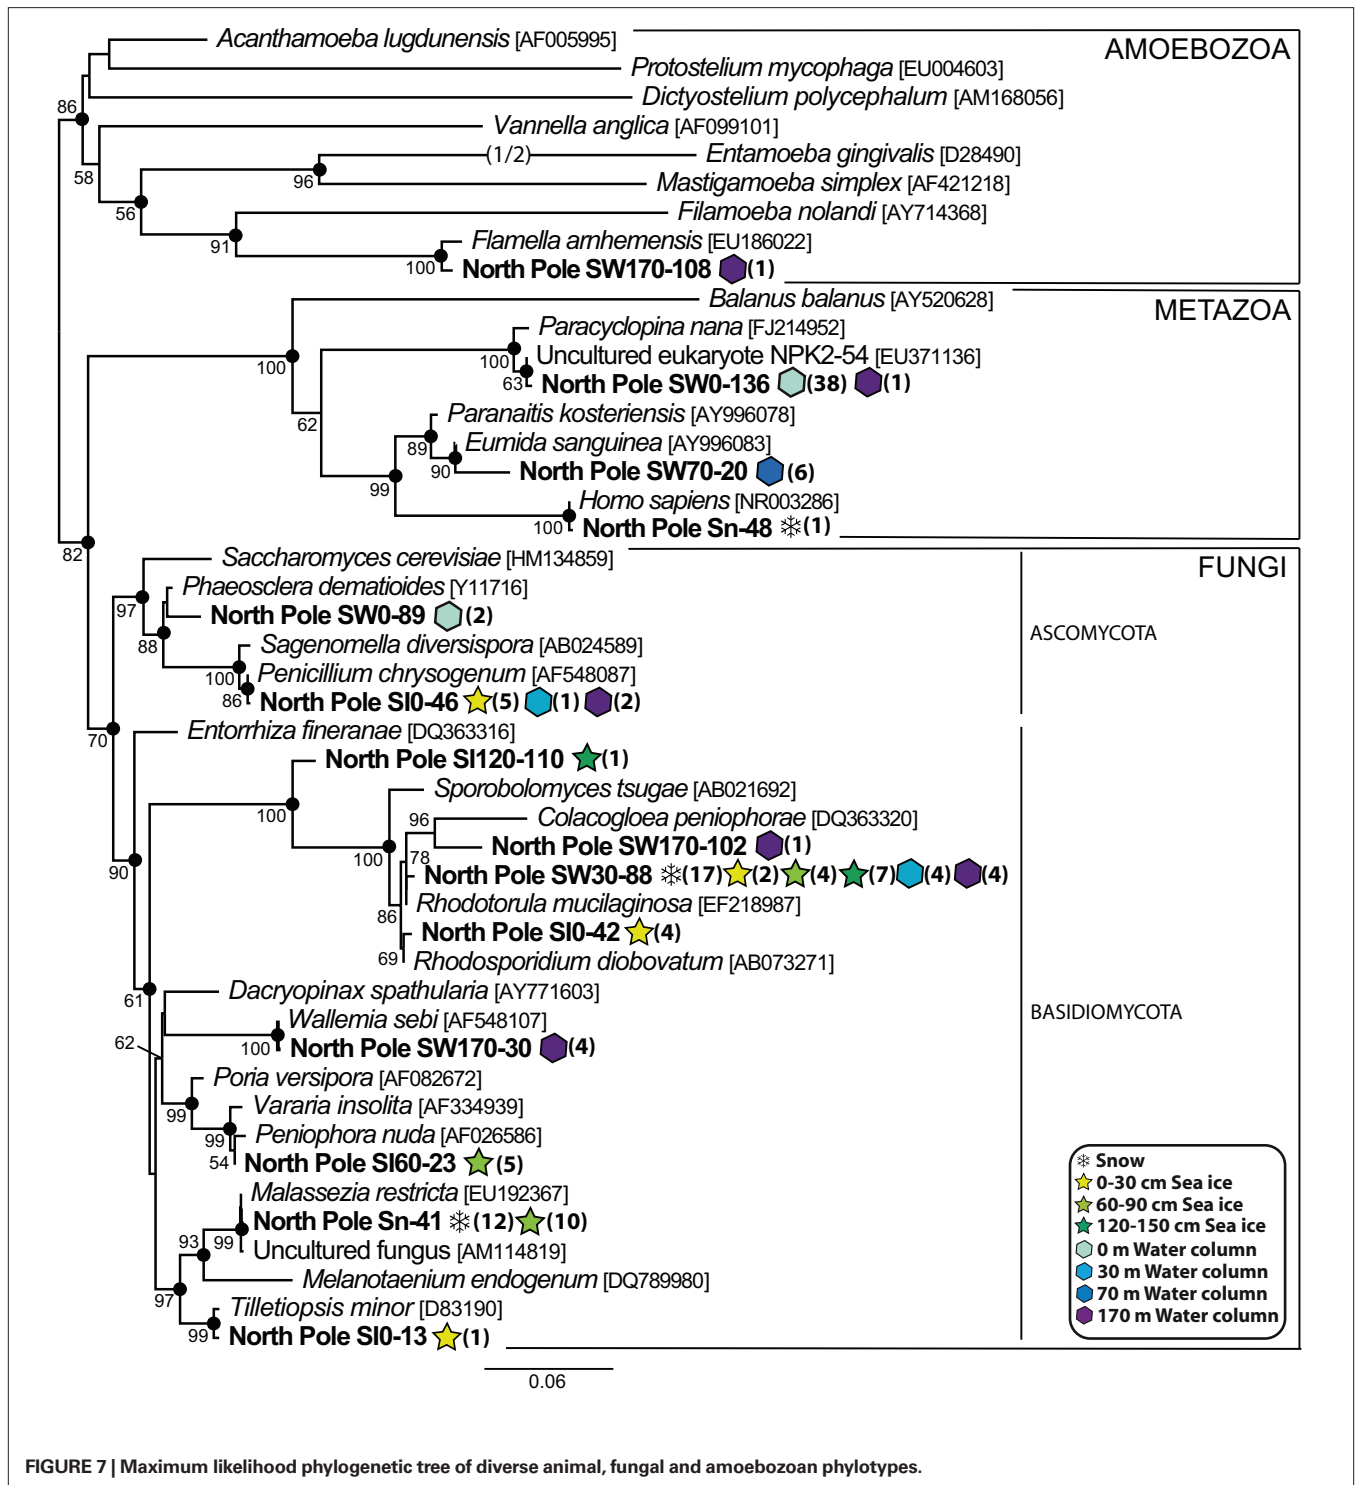 Acanthamoeba lugdunensis [AF005995]
AMOEBOZOA
Protostelium mycophaga [EU004603]
Dictyostelium polycephalum [AM168056]
86
Vannella anglica [AF099101]
(1/2)
Entamoeba gingivalis [D28490]
58
96
Mastigamoeba simplex [AF421218]
56
Filamoeba nolandi [AY714368]
91
Flamella arnhemensis [EU186022]
100
North Pole SW170-108 (1)
Balanus balanus [AY520628]
METAZOA
Paracyclopina nana [FJ214952]
100
100
Uncultured eukaryote NPK2-54 [EU371136]
63
North Pole SW0-136 (38) (1)
Paranaitis kosteriensis [AY996078]
62
89
Eumida sanguinea [AY996083]
90
North Pole SW70-20 (6)
99
Homo sapiens [NR003286]
100
North Pole Sn-48 (1)
82
Saccharomyces cerevisiae [HM134859]
FUNGI
Phaeosclera dematioides [Y11716]
97
North Pole SW0-89 (2)
ASCOMYCOTA
88
Sagenomella diversispora [AB024589]
100
Penicillium chrysogenum [AF548087]
86
North Pole SI0-46 (5) (1) (2)
70
Entorrhiza fineranae [DQ363316]
North Pole SI120-110 (1)
Sporobolomyces tsugae [AB021692]
100
96
Colacogloea peniophorae [DQ363320]
North Pole SW170-102 (1)
100
78
90
North Pole SW30-88 (17) (2) (4) (7) (4) (4)
86
Rhodotorula mucilaginosa [EF218987]
North Pole SI0-42 (4)
69
Rhodosporidium diobovatum [AB073271]
61
Dacryopinax spathularia [AY771603]
BASIDIOMYCOTA
Wallemia sebi [AF548107]
62
100
North Pole SW170-30 (4)
Poria versipora [AF082672]
99
Vararia insolita [AF334939]
99
Peniophora nuda [AF026586]
54
North Pole SI60-23 (5)
Malassezia restricta [EU192367]
North Pole Sn-41 (12) (10)
93
99
Uncultured fungus [AM114819]
Melanotaenium endogenum [DQ789980]
97
Tilletiopsis minor [D83190]
99
North Pole SI0-13 (1)
Snow
0-30 cm Sea ice
60-90 cm Sea ice
120-150 cm Sea ice
0 m Water column
30 m Water column
70 m Water column
170 m Water column
0.06
FIGURE 7 | Maximum likelihood phylogenetic tree of diverse animal, fungal and amoebozoan phylotypes.